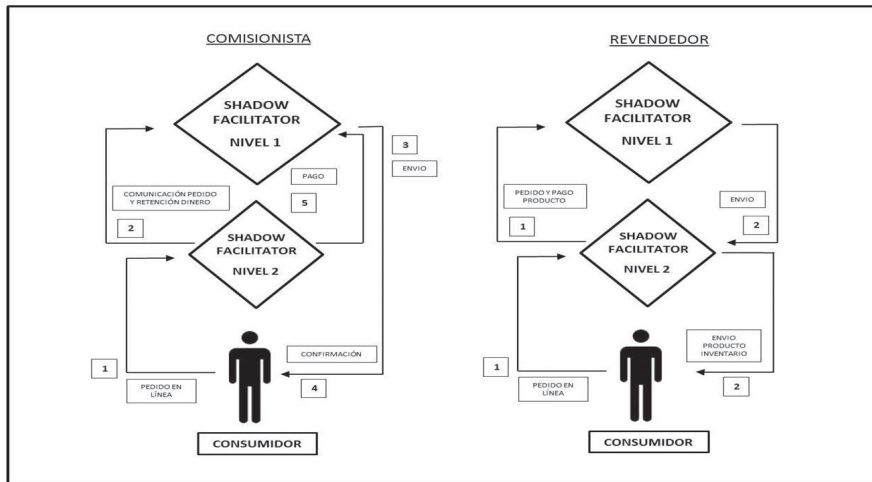 COMISIONISTA
SHADOW
FACILITATOR
NIVEL 1
3
ENVIO
PAGO
5
COMUNICACIÓN PEDIDO
Y RETENCIÓN DINERO
2
SHADOW
FACILITATOR
NIVEL 2
CONFIRMACIÓN
1
4
PEDIDO EN
LÍNEA
CONSUMIDOR
REVENDEDOR
SHADOW
FACILITATOR
NIVEL 1
PEDIDO Y PAGO
PRODUCTO
1
ENVIO
2
SHADOW
FACILITATOR
NIVEL 2
ENVIO
PRODUCTO
INVENTARIO
1
2
PEDIDO EN
LÍNEA
CONSUMIDOR